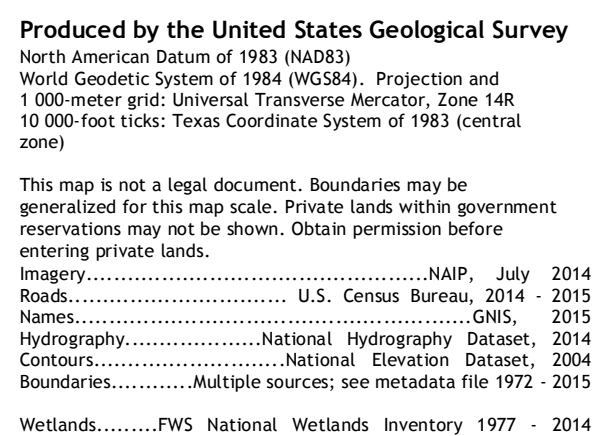 Produced by the United States Geological Survey
North American Datum of 1983 (NAD83)
World Geodetic System of 1984 (WGS84). Projection and
1 000-meter grid: Universal Transverse Mercator, Zone 14R
10 000-foot ticks: Texas Coordinate System of 1983 (central
zone)
This map is not a legal document. Boundaries may be
generalized for this map scale. Private lands within government
reservations may not be shown. Obtain permission before
entering private lands.
Imagery..................................................NAIP, July 2014
Roads................................ U.S. Census Bureau, 2014 - 2015
Names..........................................................GNIS, 2015
Hydrography....................National Hydrography Dataset, 2014
Contours............................National Elevation Dataset, 2004
Boundaries............Multiple sources; see metadata file 1972 - 2015
Wetlands.........FWS National Wetlands Inventory 1977 - 2014